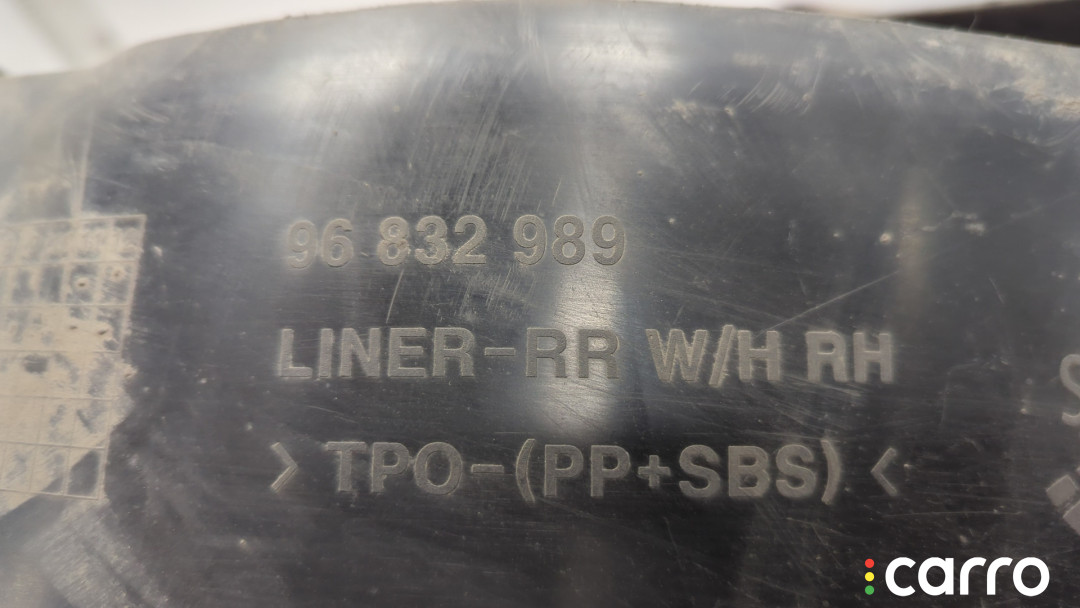 96 832 989
LINER-RR W/H RH
> TPO-(PP+SBS) <
carro